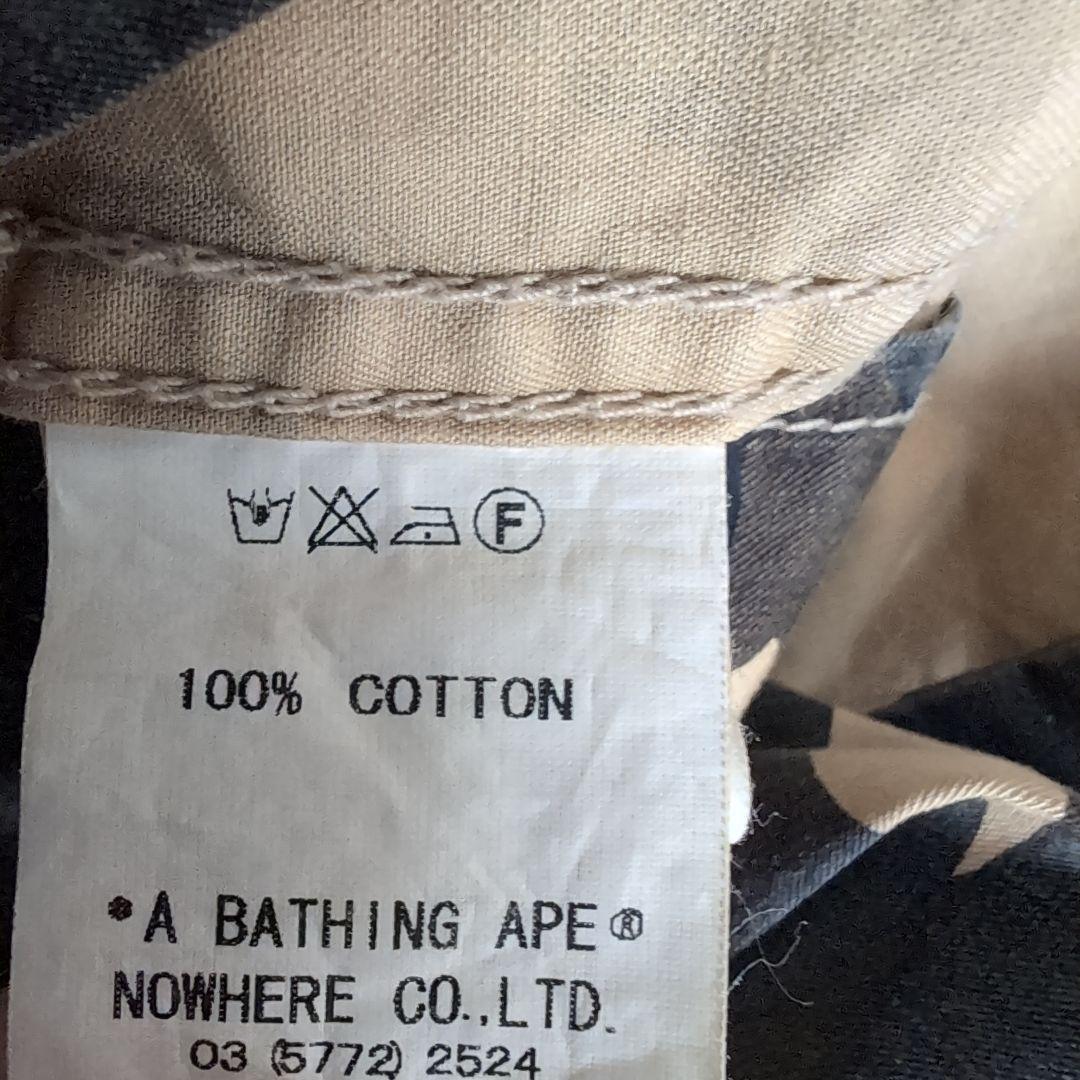 F
100% COTTON
*A BATHING APE®
NOWHERE CO.,LTD.
03 (5772) 2524